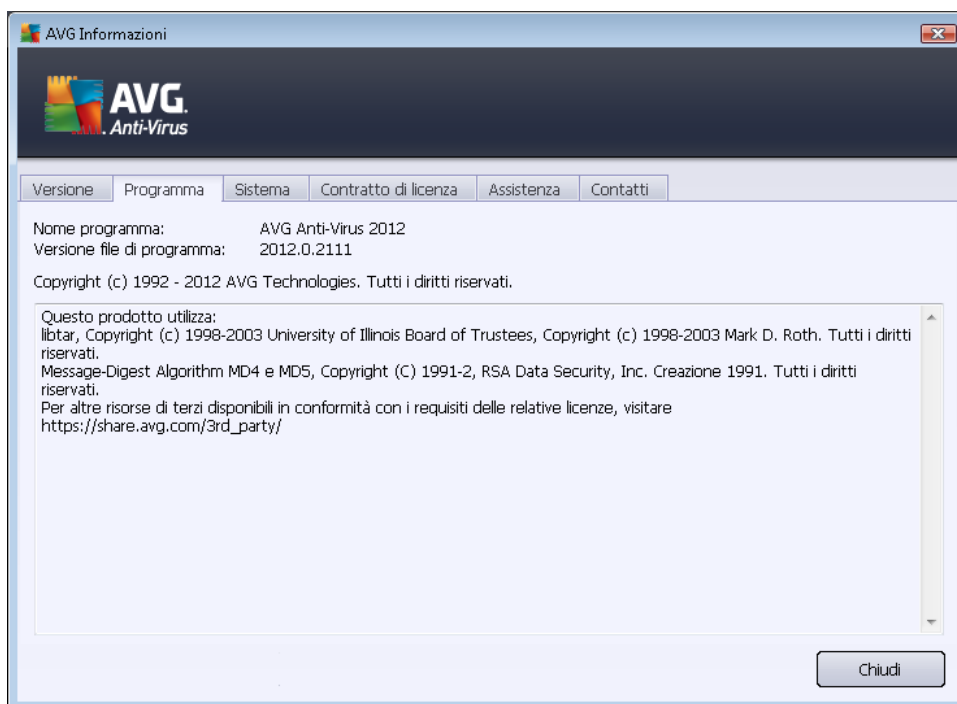 AVG Informazioni
AVG.
Anti-Virus
Versione Programma Sistema Contratto di licenza Assistenza Contatti
Nome programma: AVG Anti-Virus 2012
Versione file di programma: 2012.0.2111
Copyright (c) 1992 - 2012 AVG Technologies. Tutti i diritti riservati.
Questo prodotto utilizza:
libtar, Copyright (c) 1998-2003 University of Illinois Board of Trustees, Copyright (c) 1998-2003 Mark D. Roth. Tutti i diritti
riservati.
Message-Digest Algorithm MD4 e MD5, Copyright (C) 1991-2, RSA Data Security, Inc. Creazione 1991. Tutti i diritti
riservati.
Per altre risorse di terzi disponibili in conformità con i requisiti delle relative licenze, visitare
https://share.avg.com/3rd_party/
Chiudi